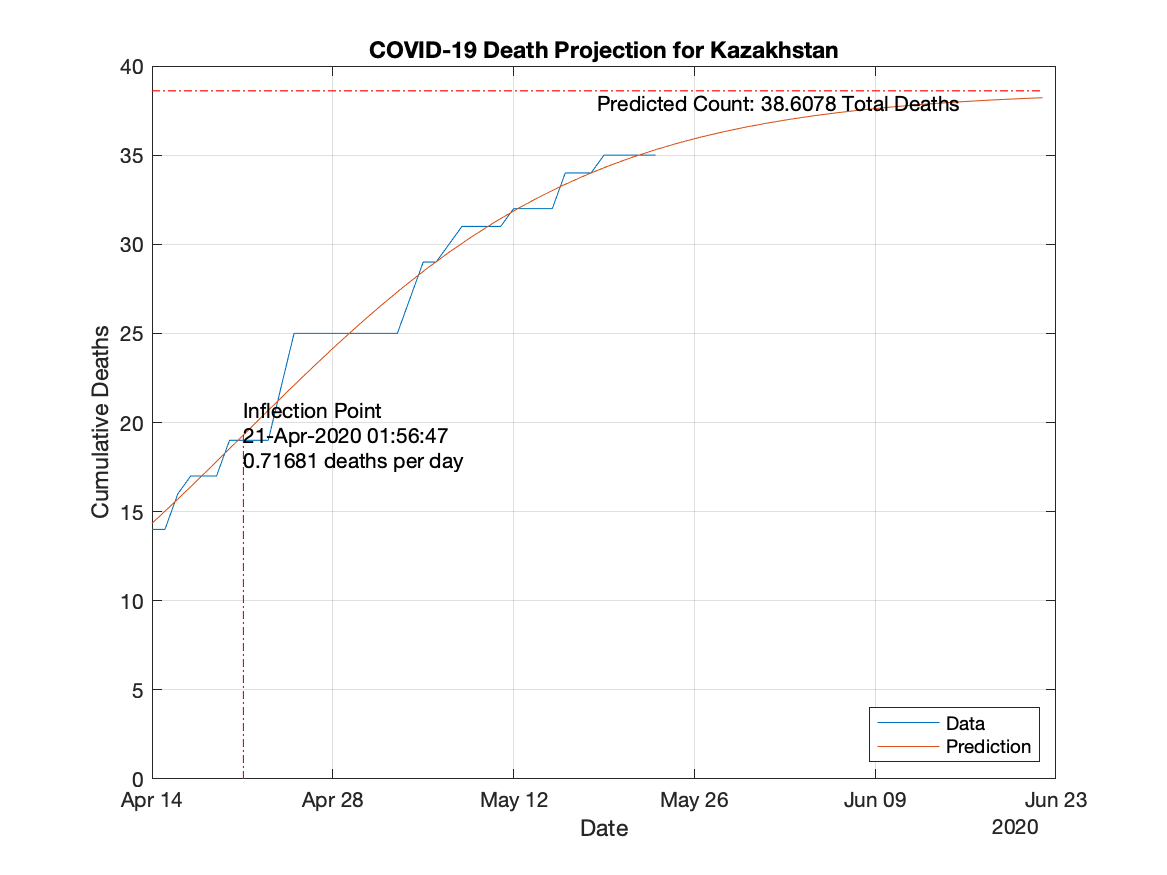 COVID-19 Death Projection for Kazakhstan
40
35
30
25
20
15
10
5
0
Cumulative Deaths
Predicted Count: 38.6078 Total Deaths
Inflection Point
21-Apr-2020 01:56:47
0.71681 deaths per day
Data
Prediction
Apr 14 Apr 28 May 12 May 26 Jun 09 Jun 23
Date
2020